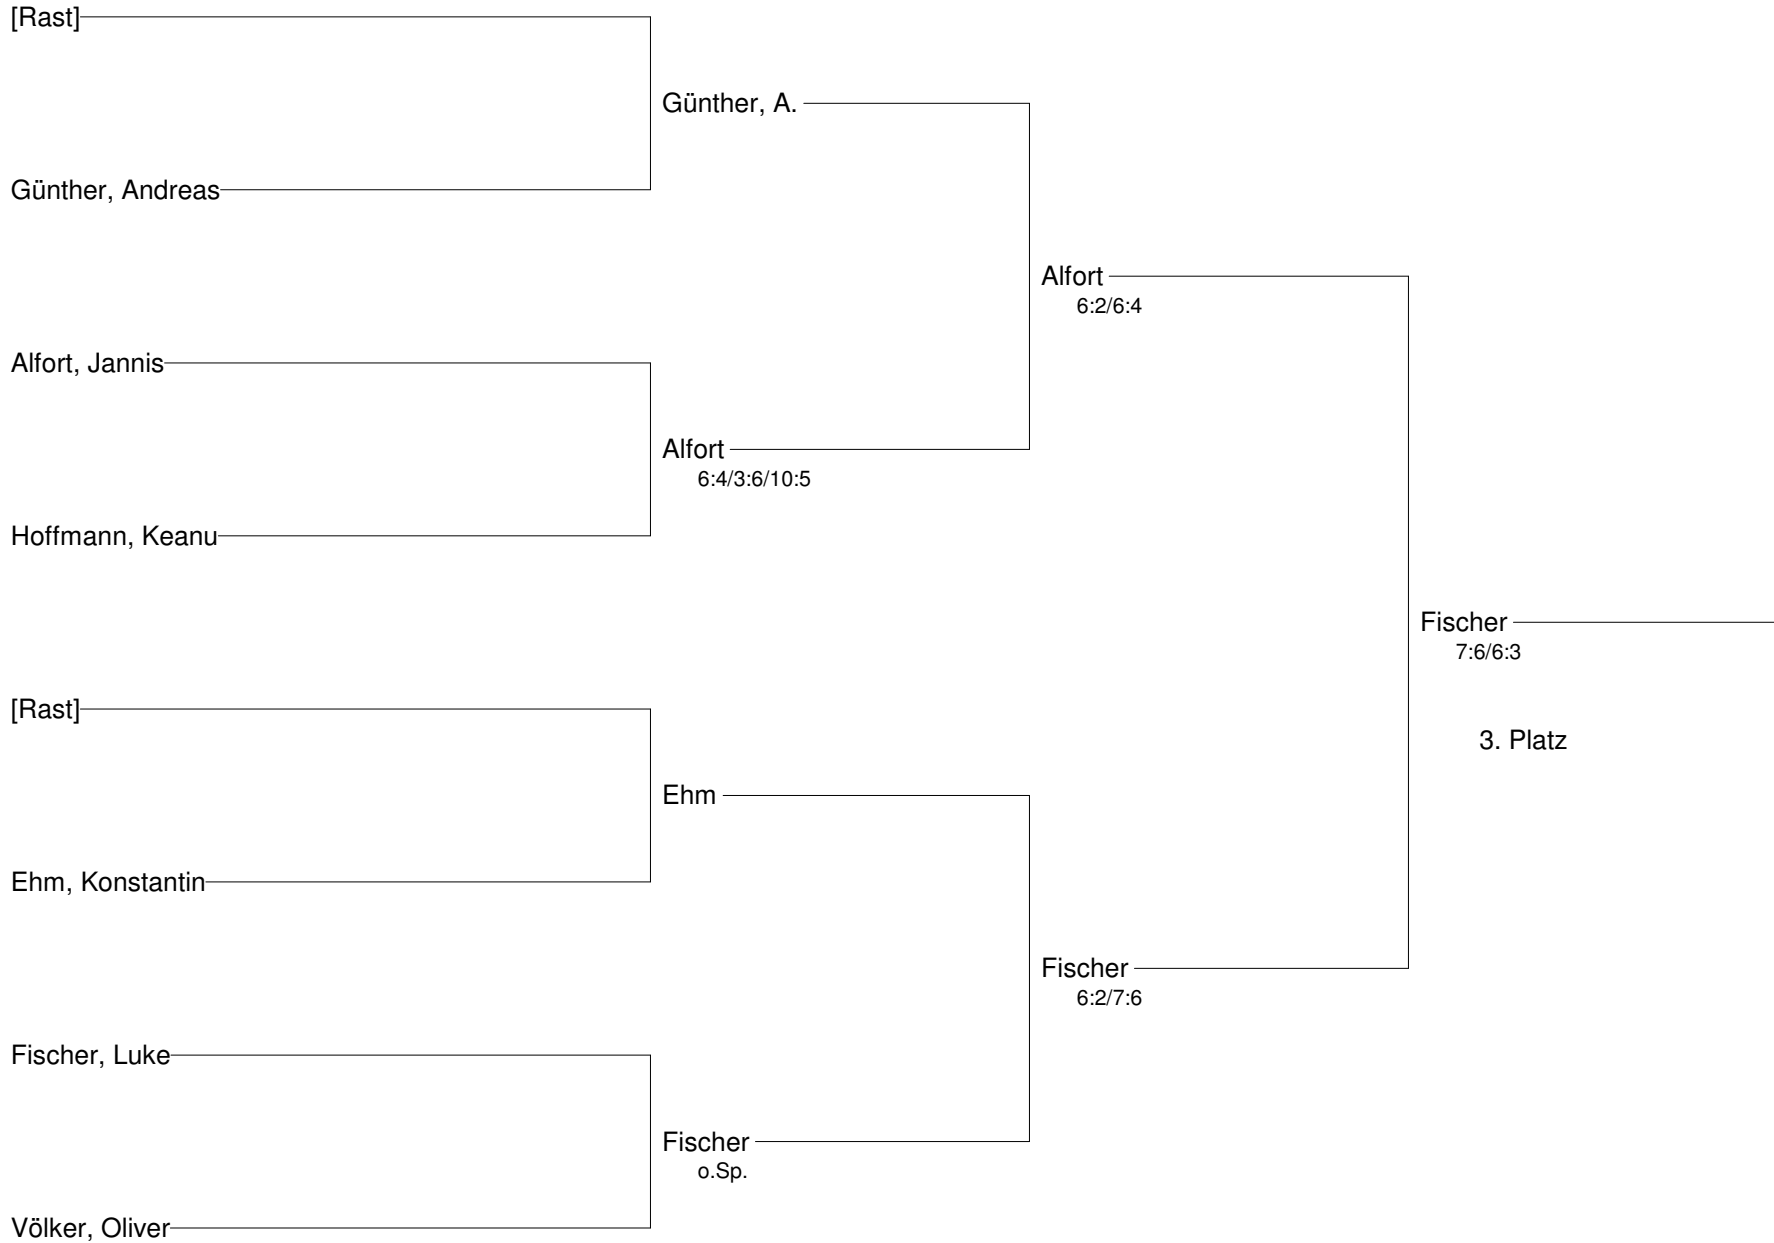 [Rast]
Günther, A.
Günther, Andreas
Alfort
6:2/6:4
Alfort, Jannis
Alfort
6:4/3:6/10:5
Hoffmann, Keanu
Fischer
7:6/6:3
[Rast]
3. Platz
Ehm
Ehm, Konstantin
Fischer
6:2/7:6
Fischer, Luke
Fischer
o.Sp.
Völker, Oliver